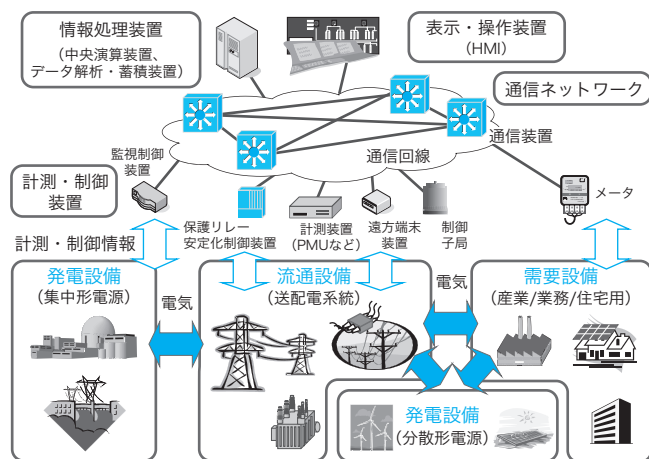 情報処理装置
（中央演算装置、
データ解析・蓄積装置）
表示・操作装置
（HMI）
通信ネットワーク
通信装置
通信回線
監視制御
装置
計測・制御
装置
保護リレー
安定化制御装置
計測装置
（PMUなど）
遠方端末
装置
制御
子局
メータ
計測・制御情報
発電設備
（集中形電源）
電気
流通設備
（送配電系統）
電気
需要設備
（産業/業務/住宅用）
発電設備
（分散形電源）